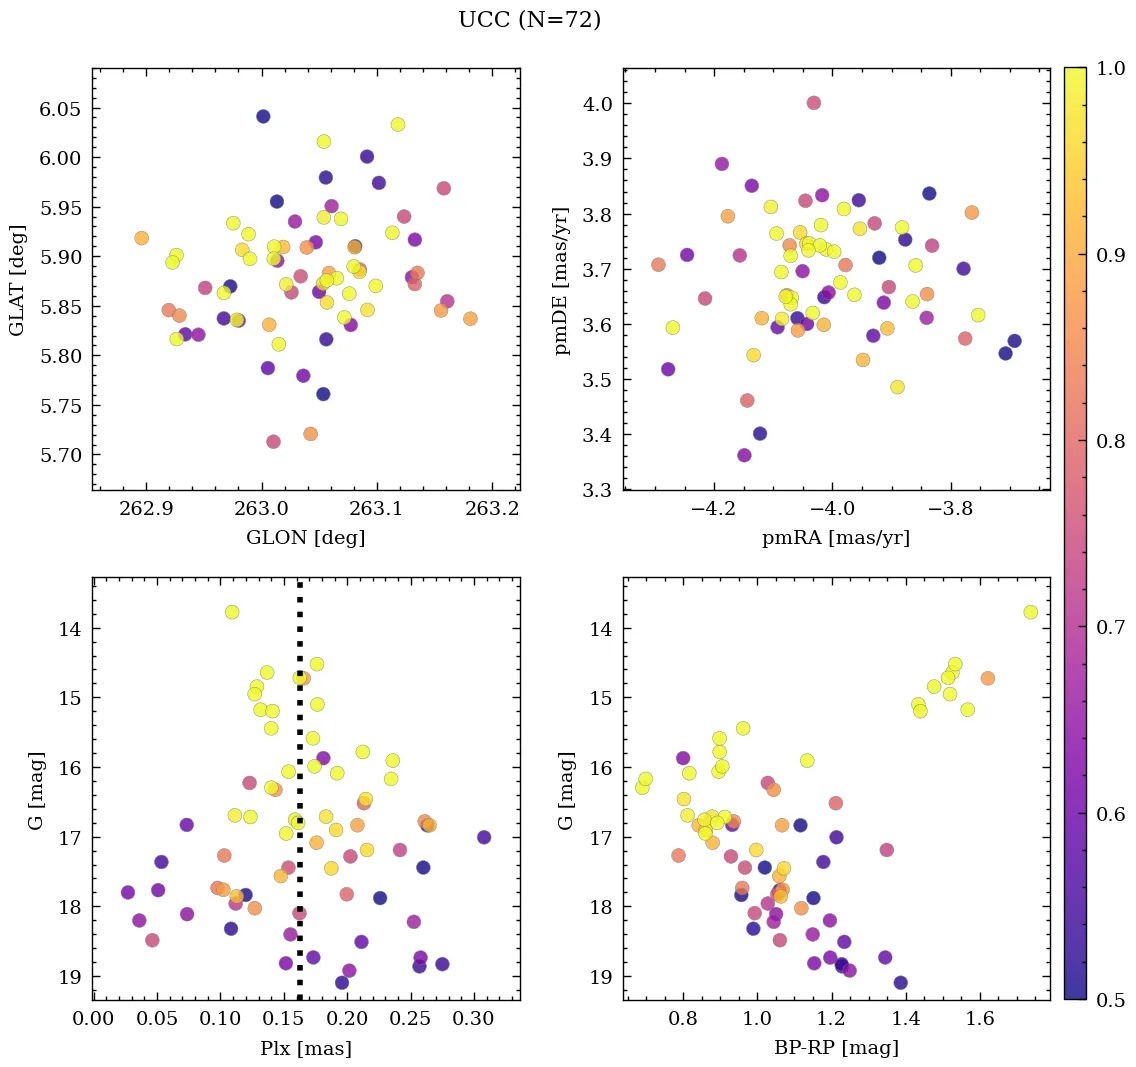 UCC (N=72)
6.05
6.00
5.95
5.90
5.85
5.80
5.75
5.70
GLAT [deg]
262.9 263.0 263.1 263.2
GLON [deg]
4.0
3.9
3.8
3.7
3.6
3.5
3.4
3.3
pmDE [mas/yr]
−4.2 −4.0 −3.8
pmRA [mas/yr]
14
15
16
17
18
19
G [mag]
0.00 0.05 0.10 0.15 0.20 0.25 0.30
Plx [mas]
14
15
16
17
18
19
G [mag]
0.8 1.0 1.2 1.4 1.6
BP-RP [mag]
1.0
0.9
0.8
0.7
0.6
0.5